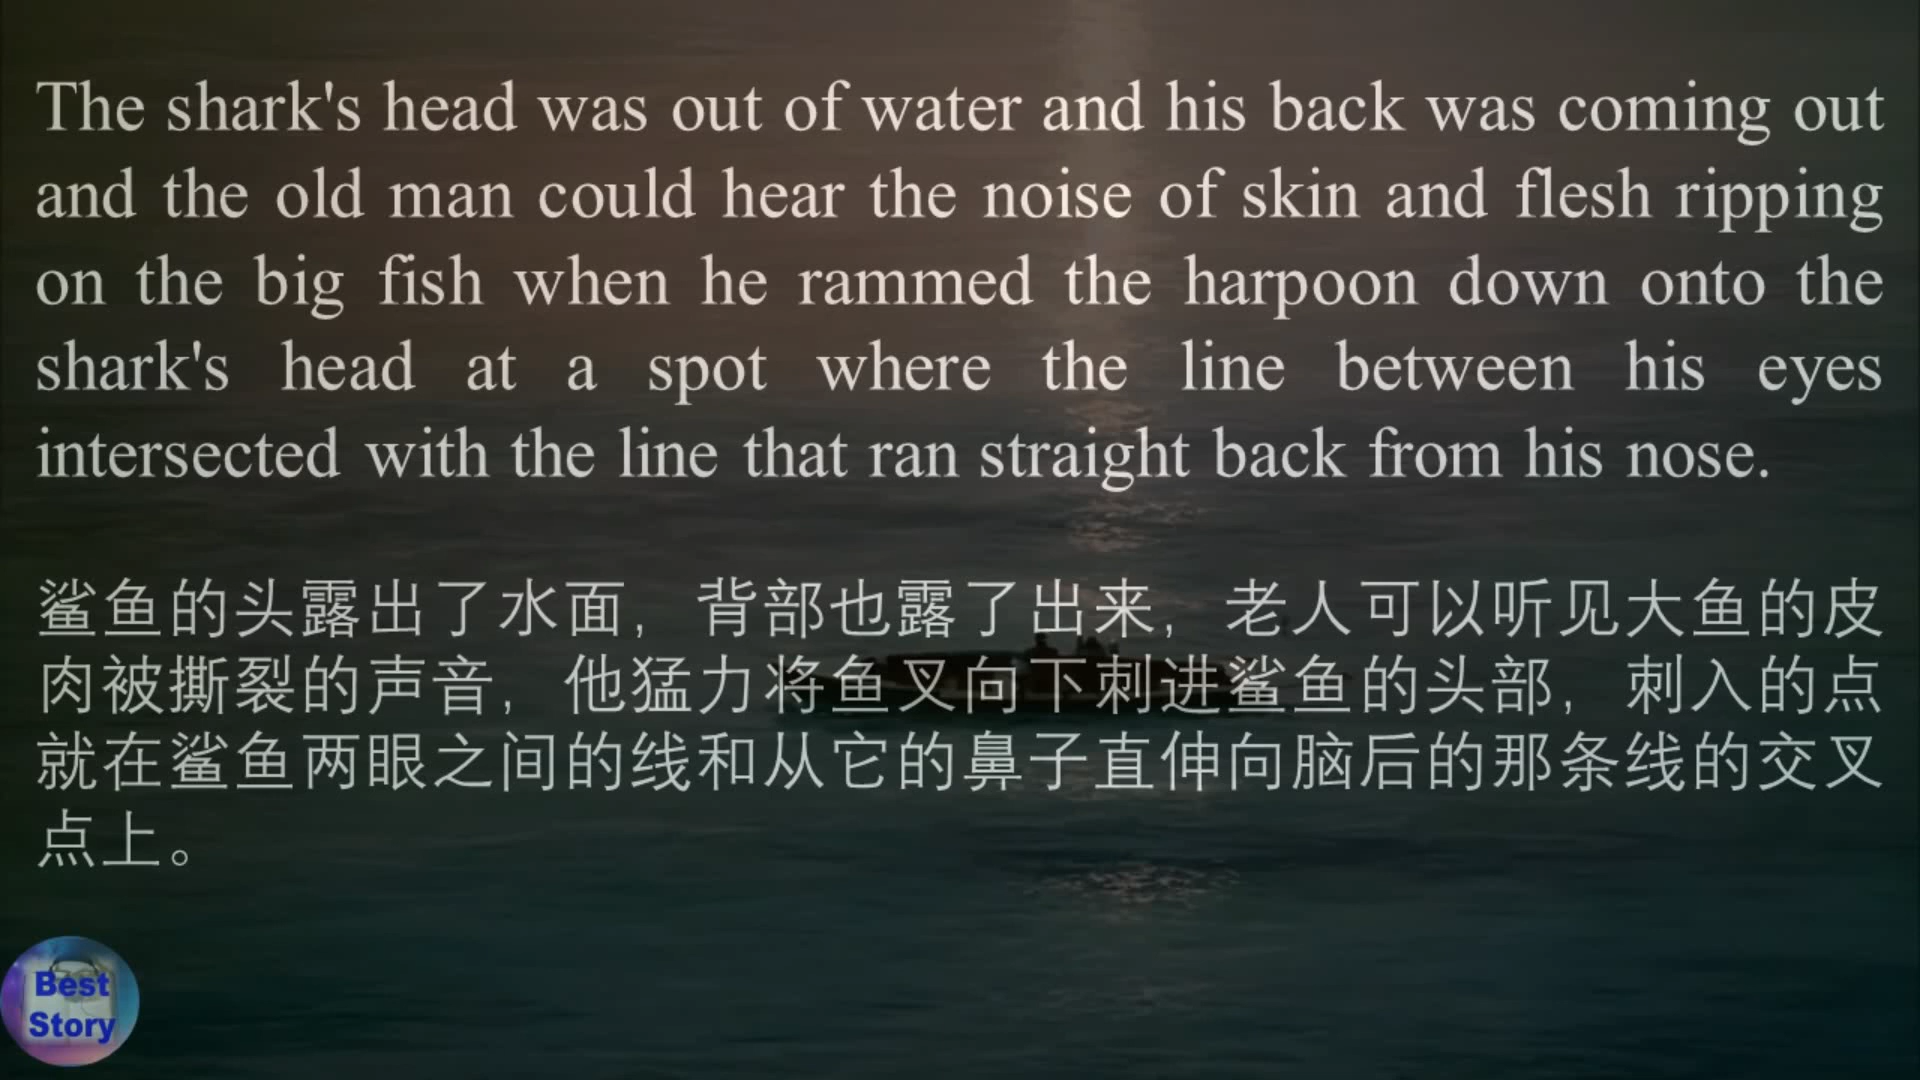 The shark's head was out of water and his back was coming out
and the old man could hear the noise of skin and flesh ripping
on the big fish when he rammed the harpoon down onto the
shark's head at a spot where the line between his eyes
intersected with the line that ran straight back from his nose.
鲨鱼的头露出了水面，背部也露了出来，老人可以听见大鱼的皮
肉被撕裂的声音，他猛力将鱼叉向下刺进鲨鱼的头部，刺入的点
就在鲨鱼两眼之间的线和从它的鼻子直伸向脑后的那条线的交叉
点上。
Best
Story